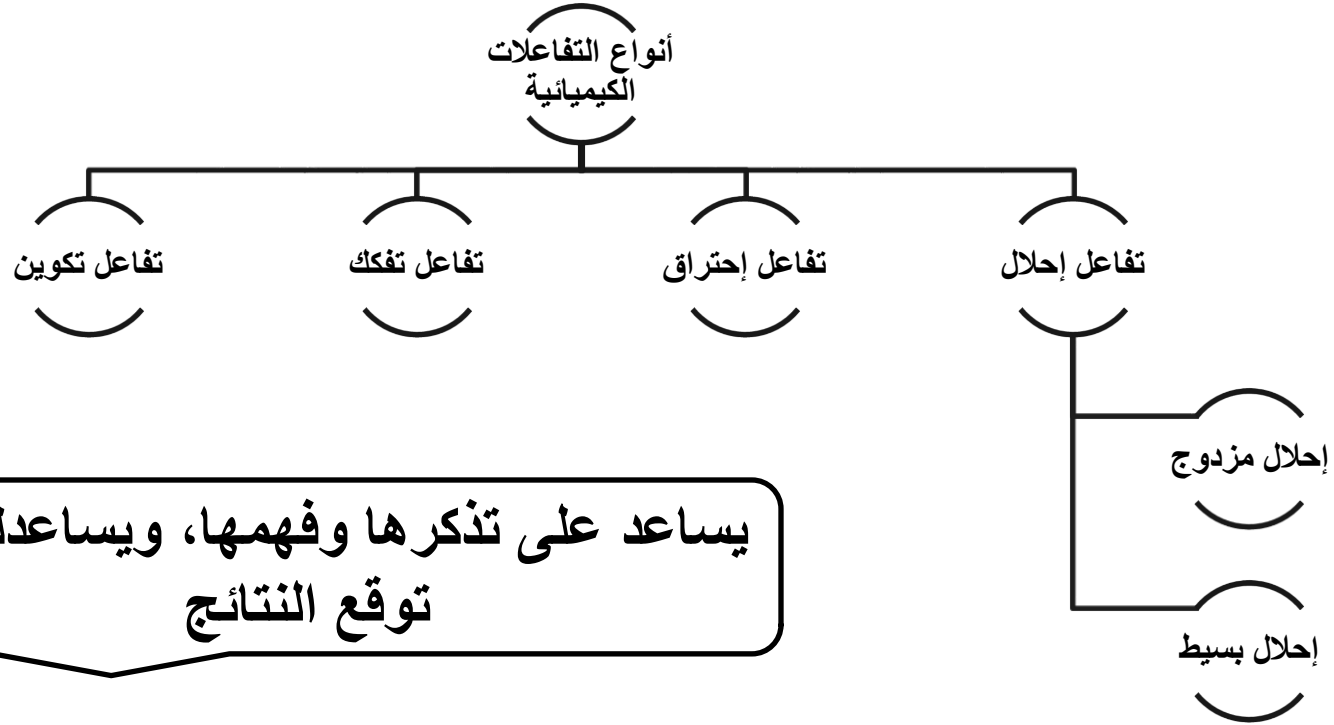 أنواع التفاعلات
الكيميائية
تفاعل إحلال
تفاعل إحتراق
تفاعل تفكك
تفاعل تكوين
إحلال مزدوج
إحلال بسيط
يساعد على تذكرها وفهمها،
توقع النتائج